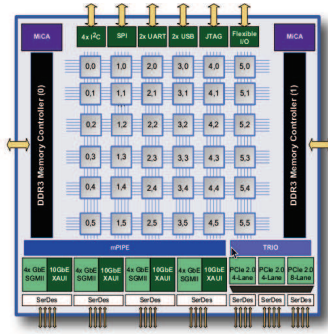 MiCA
4x I²C
SPI
2x UART
2x USB
JTAG
Flexible
I/O
MiCA
0,0 1,0 2,0 3,0 4,0 5,0
0,1 1,1 2,1 3,1 4,1 5,1
0,2 1,2 2,2 3,2 4,2 5,2
0,3 1,3 2,3 3,3 4,3 5,3
0,4 1,4 2,4 3,4 4,4 5,4
0,5 1,5 2,5 3,5 4,5 5,5
DDR3 Memory Controller (0)
DDR3 Memory Controller (1)
mPIPE
TRIO
4x GbE
SGMII
10GbE
XAUI
4x GbE
SGMII
10GbE
XAUI
4x GbE
SGMII
10GbE
XAUI
4x GbE
SGMII
10GbE
XAUI
PCIe 2.0
4-Lane
PCIe 2.0
4-Lane
PCIe 2.0
8-Lane
SerDes SerDes SerDes SerDes SerDes SerDes SerDes